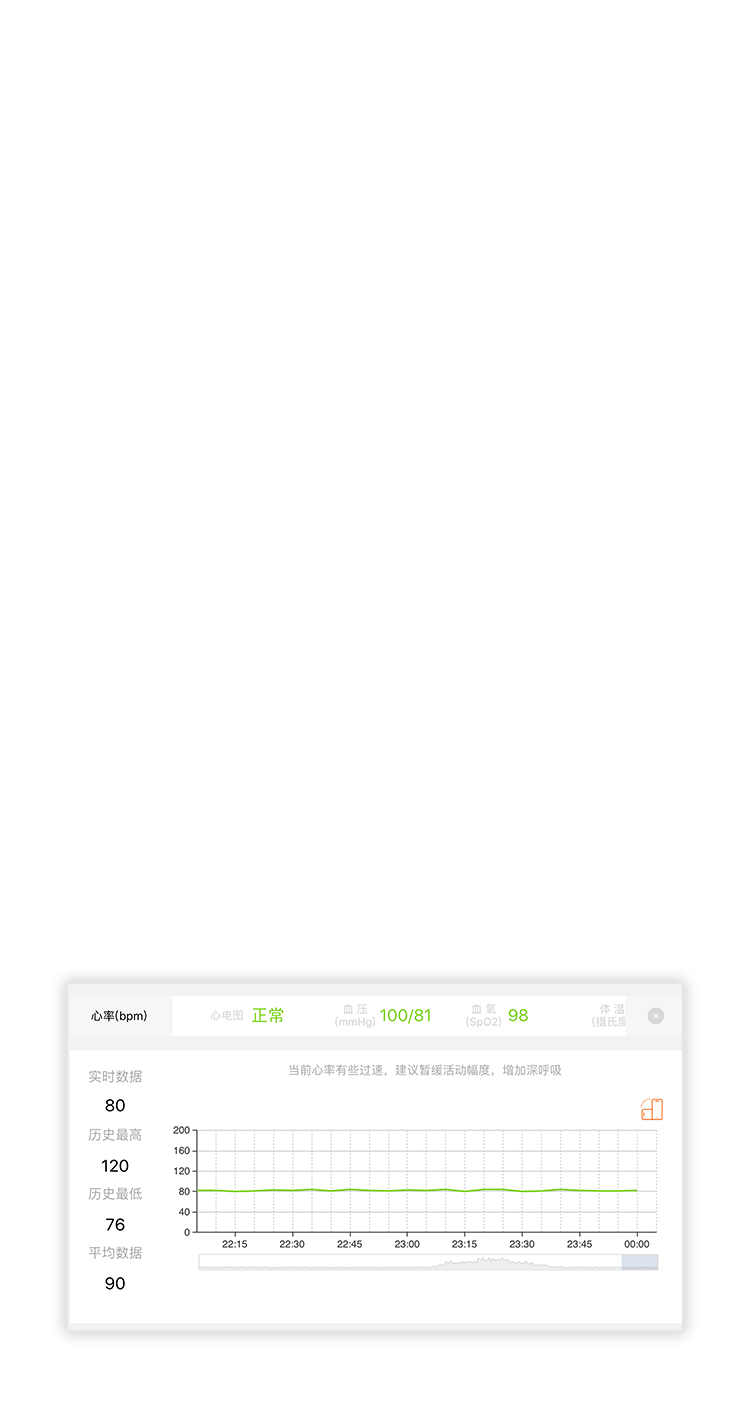 心率(bpm)
心电图 正常
血 压
(mmHg) 100/81
血 氧
(SpO2) 98
体 温
(摄氏度
实时数据
80
历史最高
120
历史最低
76
平均数据
90
当前心率有些过速，建议暂缓活动幅度，增加深呼吸
200
160
120
80
40
0
22:15 22:30 22:45 23:00 23:15 23:30 23:45 00:00